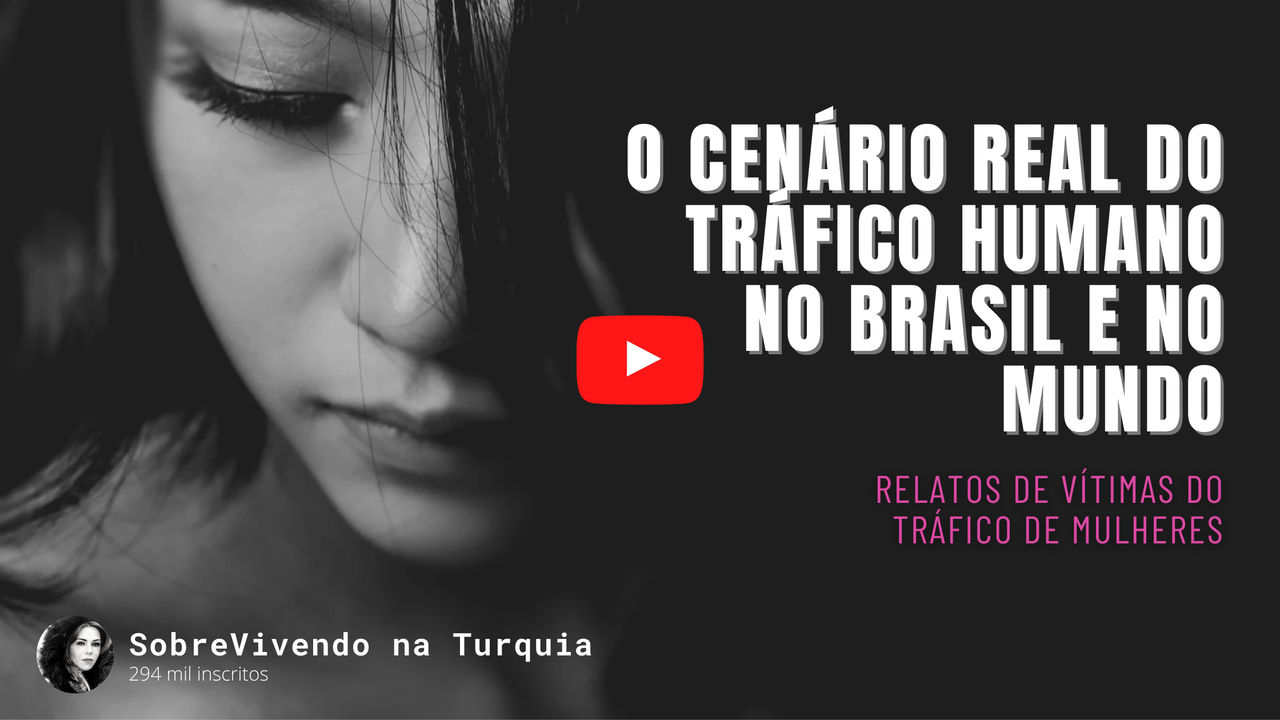 O CENÁRIO REAL DO
TRÁFICO HUMANO
NO BRASIL E NO
MUNDO
RELATOS DE VÍTIMAS DO
TRÁFICO DE MULHERES
SobreVivendo na Turquia
294 mil inscritos